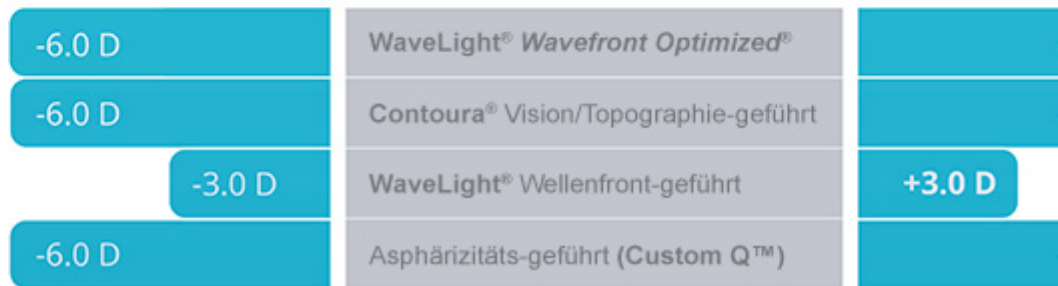 -6.0 D WaveLight® Wavefront Optimized®
-6.0 D Contoura® Vision/Topographie-geführt
-3.0 D WaveLight® Wellenfront-geführt +3.0 D
-6.0 D Asphärizitäts-geführt (Custom Q™)